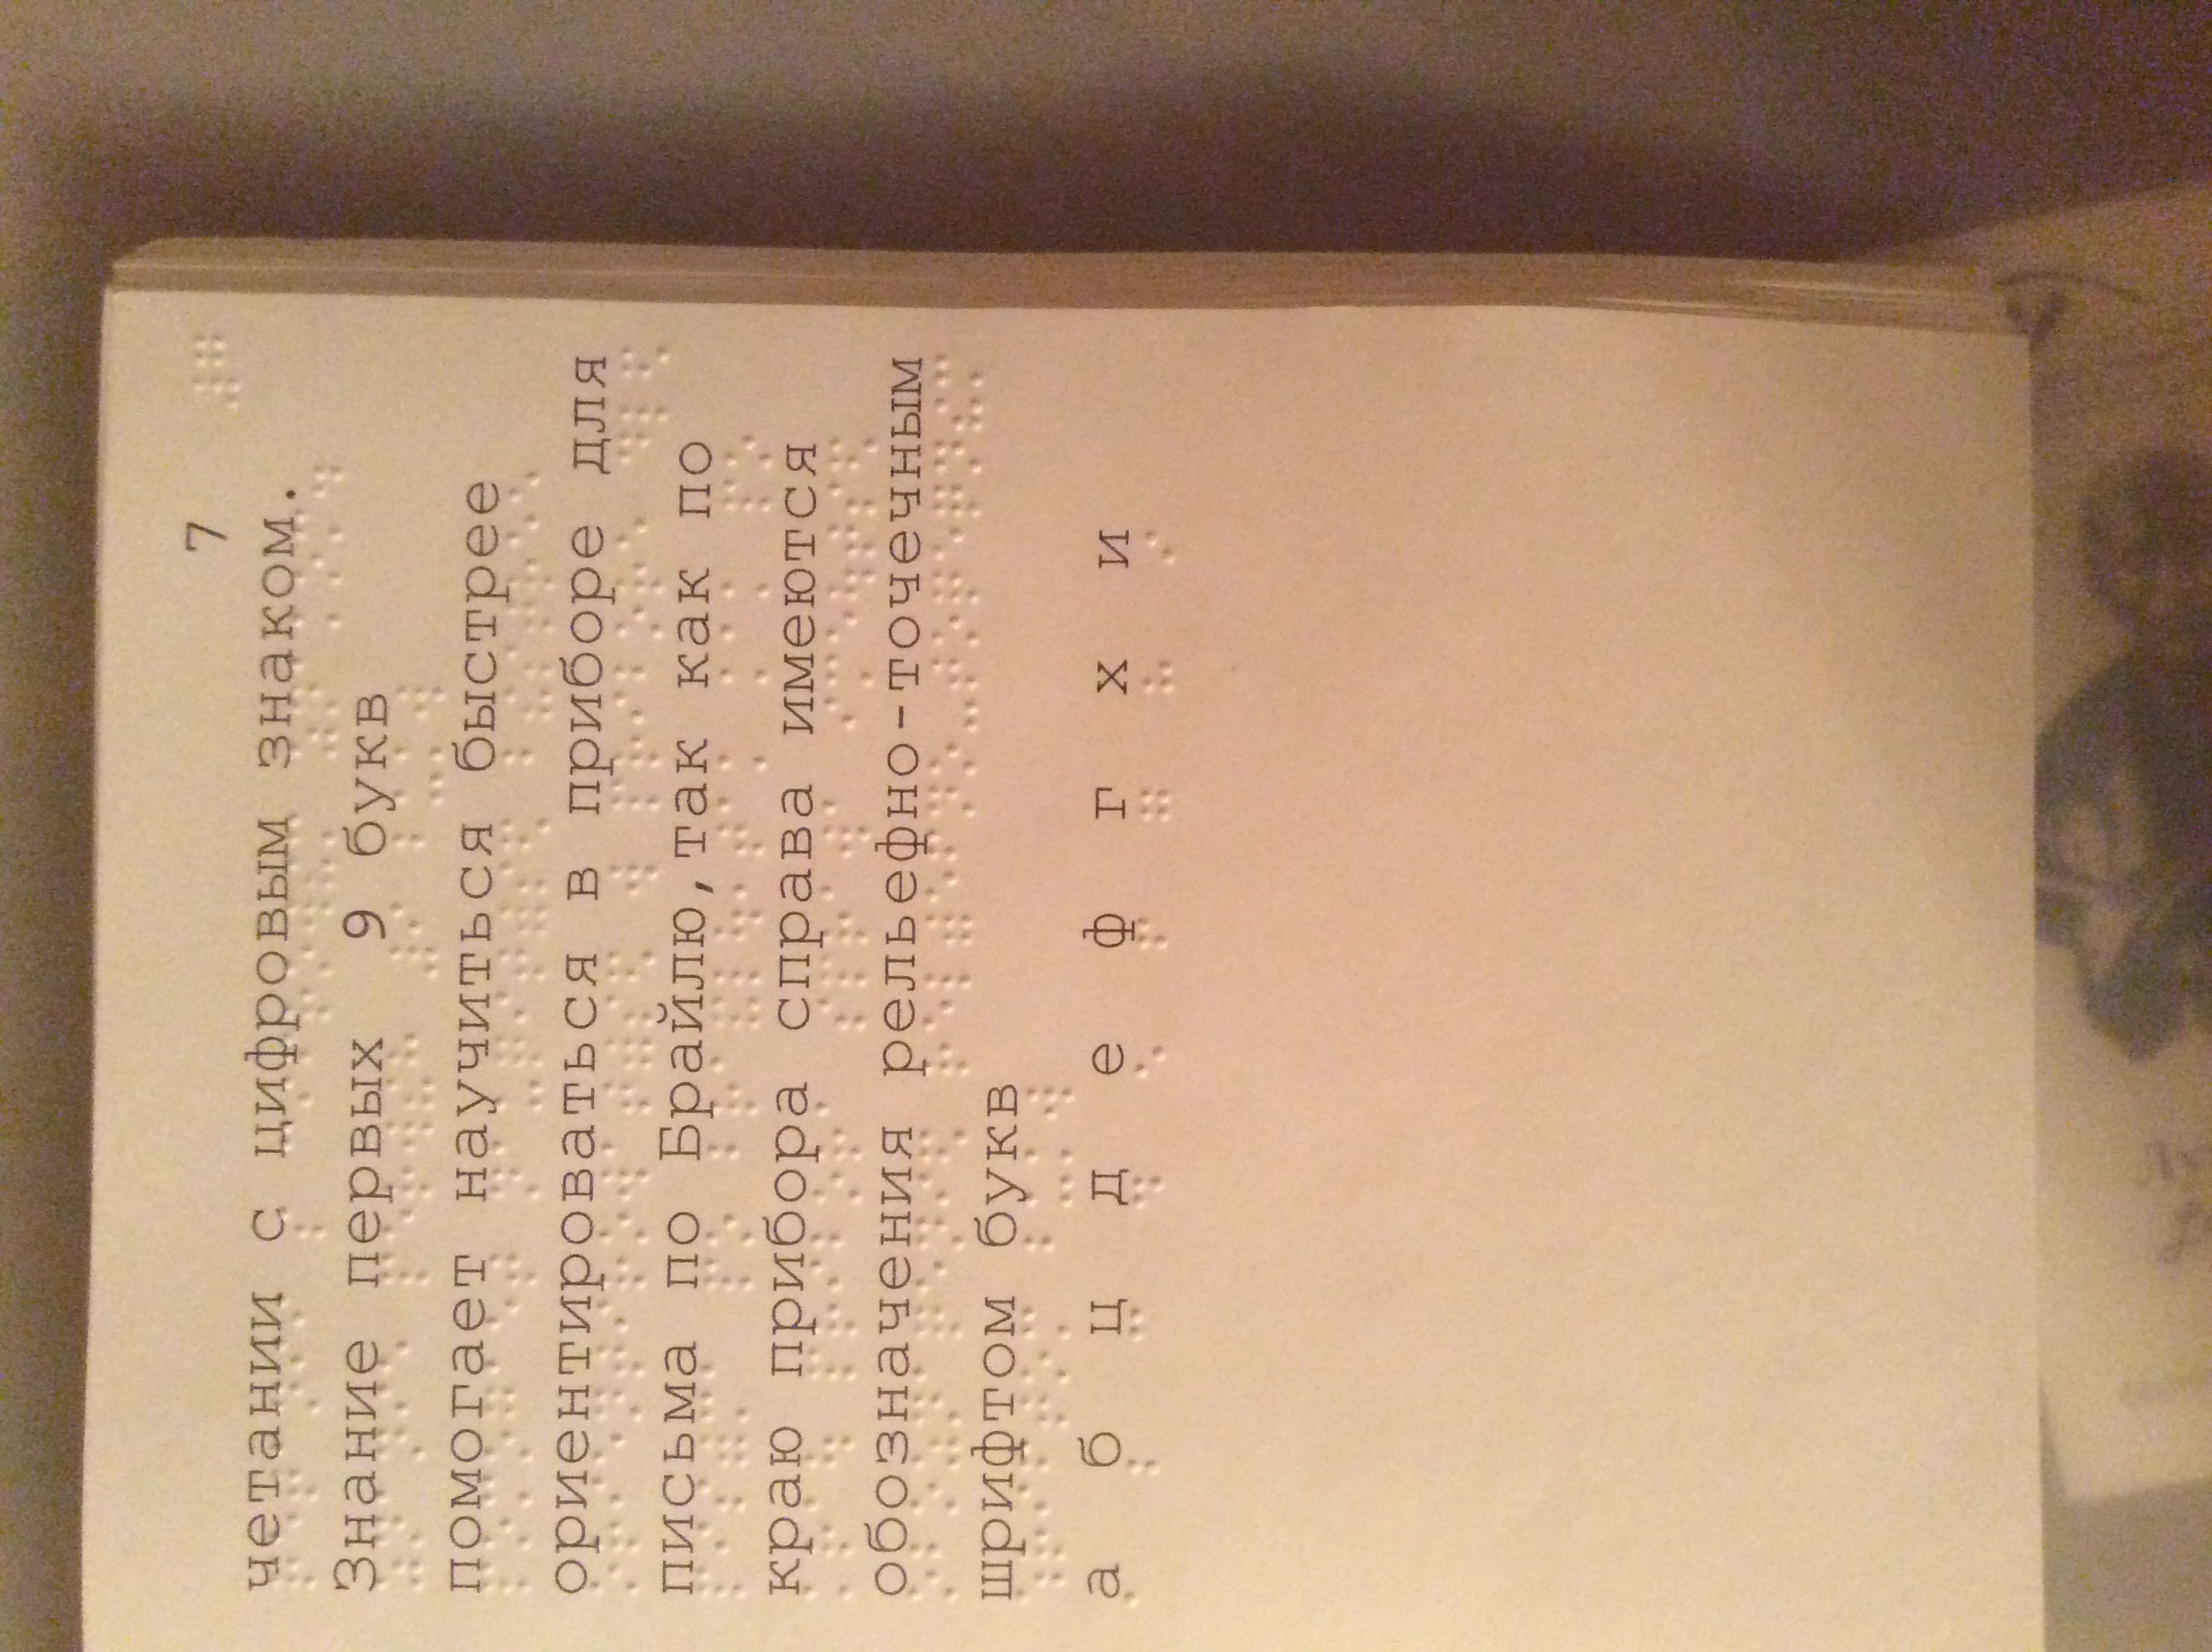 7
четании с цифровым знаком.
Знание первых 9 букв
помогает научиться быстрее
ориентироваться в приборе для
письма по Брайлю,так как по
краю прибора справа имеются
обозначения рельефно-точечным
шрифтом букв
а б ц д е ф г х и